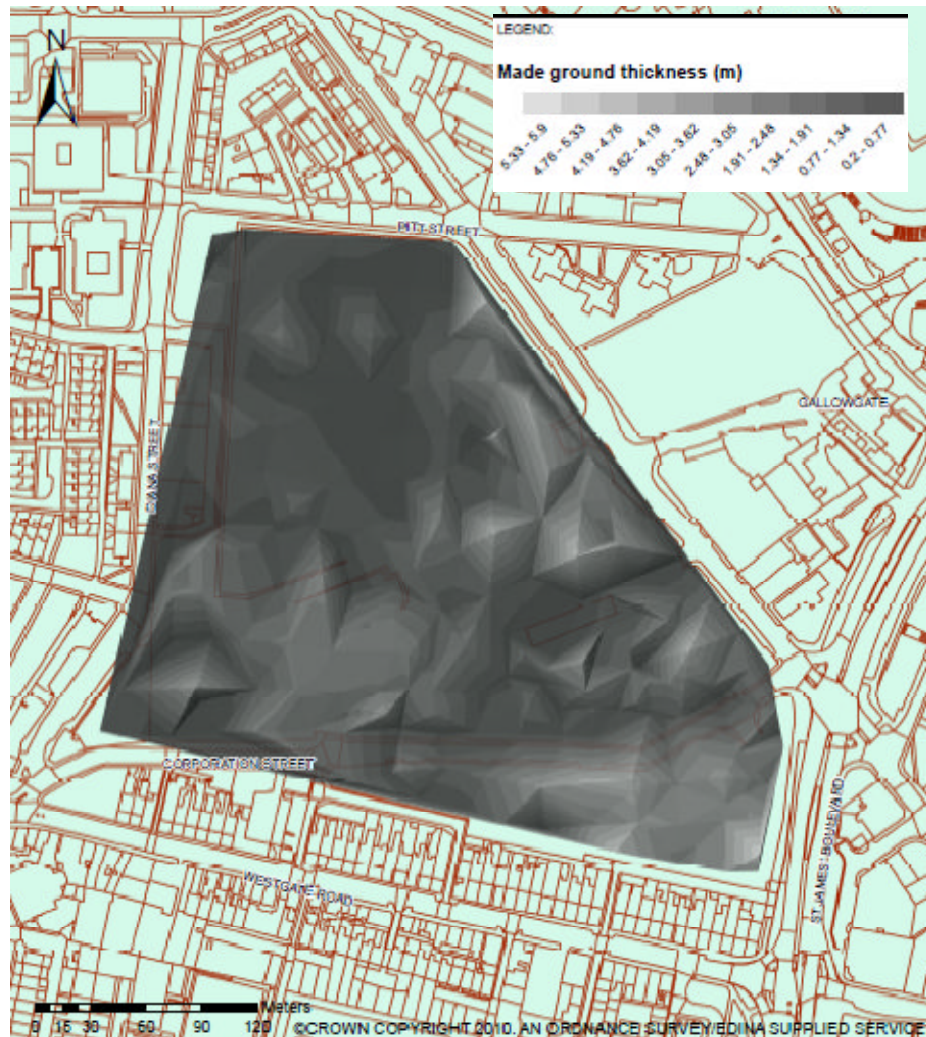 LEGEND:
Made ground thickness (m)
5.33 - 5.9
4.76 - 5.33
4.19 - 4.76
3.62 - 4.19
3.05 - 3.62
2.48 - 3.05
1.91 - 2.48
1.34 - 1.91
0.77 - 1.34
0.2 - 0.77
N
PITT STREET
GALLOWGATE
DIANA STREET
CORPORATION STREET
ST JAMES BOULEVARD
WESTGATE ROAD
Meters
0 15 30 60 90 120
©CROWN COPYRIGHT 2010. AN ORDNANCE SURVEY/EDINA SUPPLIED SERVICE